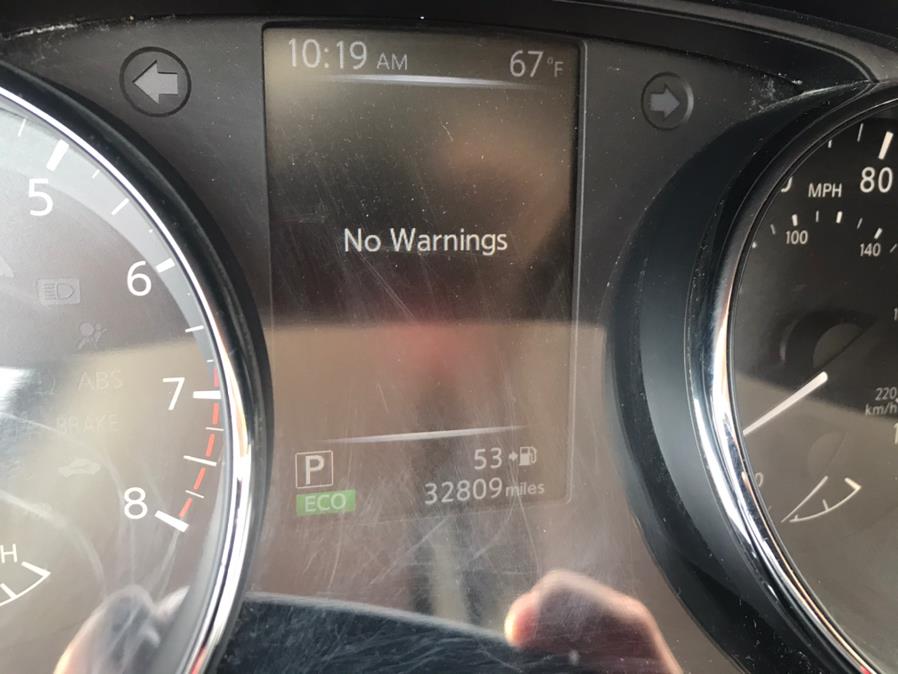 10:19 AM 67°F
No Warnings
P 53
ECO 32809 miles
5
6
7
8
H
ABS
BRAKE
MPH 80
100
140
220
km/h